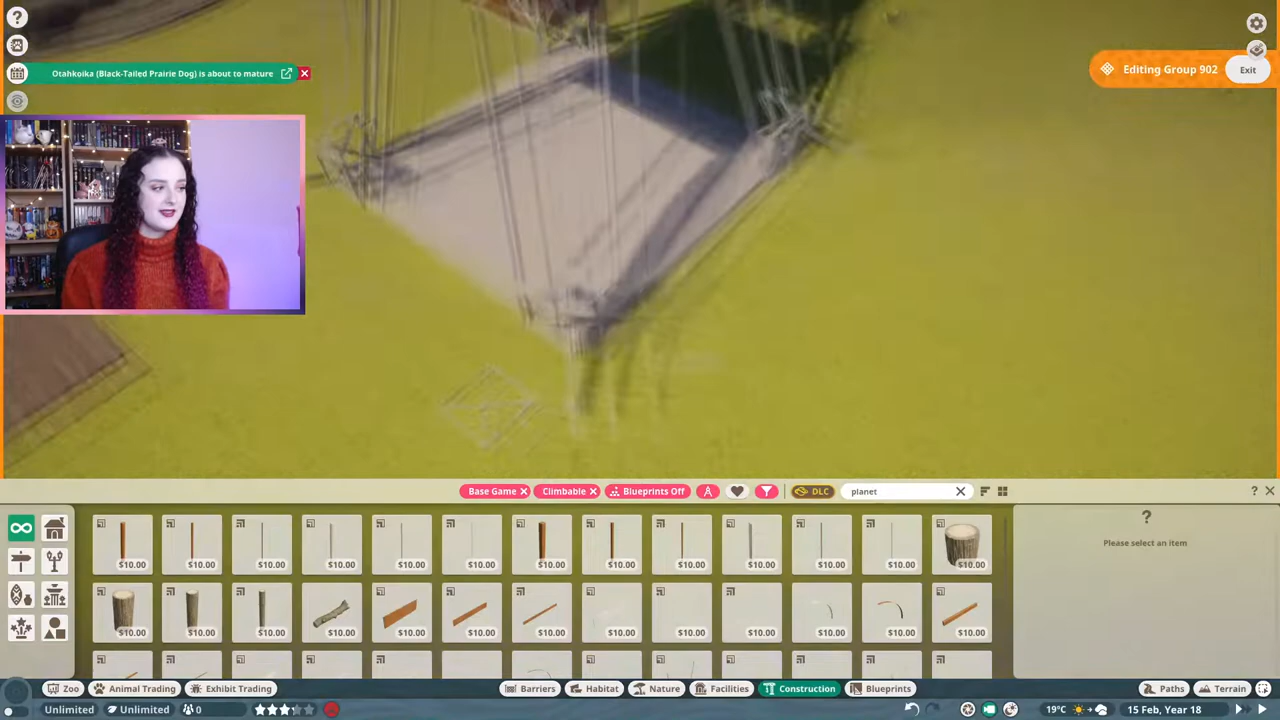 Otahkoika (Black-Tailed Prairie Dog) is about to mature
Editing Group 902
Exit
Base Game
Climbable
Blueprints Off
DLC
planet
?
Please select an item
$10.00 $10.00 $10.00 $10.00 $10.00 $10.00 $10.00 $10.00 $10.00 $10.00 $10.00 $10.00 $10.00
$10.00 $10.00 $10.00 $10.00 $10.00 $10.00 $10.00 $10.00 $10.00 $10.00 $10.00 $10.00 $10.00
Zoo Animal Trading Exhibit Trading Barriers Habitat Nature Facilities Construction Blueprints Paths Terrain
Unlimited Unlimited 0 19°C 15 Feb, Year 18